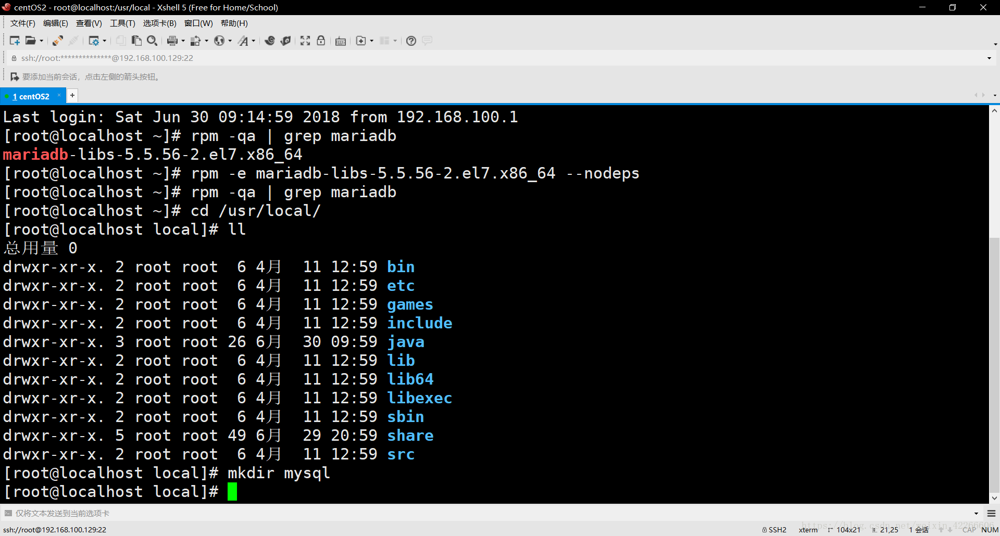 centOS2 - root@localhost:/usr/local - Xshell 5 (Free for Home/School)
文件(F) 编辑(E) 查看(V) 工具(T) 选项卡(B) 窗口(W) 帮助(H)
ssh://root:**************@192.168.100.129:22
要添加当前会话，点击左侧的箭头按钮。
1 centOS2 × +
Last login: Sat Jun 30 09:14:59 2018 from 192.168.100.1
[root@localhost ~]# rpm -qa | grep mariadb
mariadb-libs-5.5.56-2.el7.x86_64
[root@localhost ~]# rpm -e mariadb-libs-5.5.56-2.el7.x86_64 --nodeps
[root@localhost ~]# rpm -qa | grep mariadb
[root@localhost ~]# cd /usr/local/
[root@localhost local]# ll
总用量 0
drwxr-xr-x. 2 root root  6 4月  11 12:59 bin
drwxr-xr-x. 2 root root  6 4月  11 12:59 etc
drwxr-xr-x. 2 root root  6 4月  11 12:59 games
drwxr-xr-x. 2 root root  6 4月  11 12:59 include
drwxr-xr-x. 3 root root 26 6月  30 09:59 java
drwxr-xr-x. 2 root root  6 4月  11 12:59 lib
drwxr-xr-x. 2 root root  6 4月  11 12:59 lib64
drwxr-xr-x. 2 root root  6 4月  11 12:59 libexec
drwxr-xr-x. 2 root root  6 4月  11 12:59 sbin
drwxr-xr-x. 5 root root 49 6月  29 20:59 share
drwxr-xr-x. 2 root root  6 4月  11 12:59 src
[root@localhost local]# mkdir mysql
[root@localhost local]#
仅将文本发送到当前选项卡
https://blog.csdn.net/weixin_42266606
ssh://root@192.168.100.129:22 SSH2 xterm 104x21 21,25 1 会话 CAP NUM